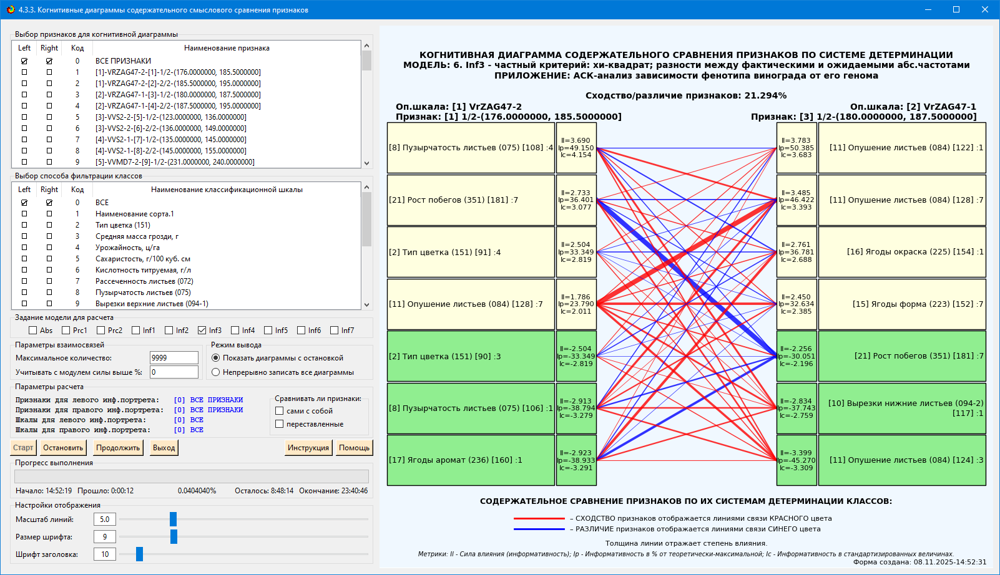 4.3.3. Когнитивные диаграммы содержательного смыслового сравнения признаков
Выбор признаков для когнитивной диаграммы
Left Right Код Наименование признака
0 ВСЕ ПРИЗНАКИ
1 [1]-VRZAG47-2-[1]-1/2-(176.0000000, 185.5000000]
2 [1]-VRZAG47-2-[2]-2/2-(185.5000000, 195.0000000]
3 [2]-VRZAG47-1-[3]-1/2-(180.0000000, 187.5000000]
4 [2]-VRZAG47-1-[4]-2/2-(187.5000000, 195.0000000]
5 [3]-VVS2-2-[5]-1/2-(123.0000000, 136.0000000]
6 [3]-VVS2-2-[6]-2/2-(136.0000000, 149.0000000]
7 [4]-VVS2-1-[7]-1/2-(135.0000000, 145.0000000]
8 [4]-VVS2-1-[8]-2/2-(145.0000000, 155.0000000]
9 [5]-VVMD7-2-[9]-1/2-(231.0000000, 240.0000000]
Выбор способа фильтрации классов
Left Right Код Наименование классификационной шкалы
0 ВСЕ
1 Наименование сорта.1
2 Тип цветка (151)
3 Средняя масса грозди, г
4 Урожайность, ц/га
5 Сахаристость, г/100 куб. см
6 Кислотность титруемая, г/л
7 Рассеченность листьев (072)
8 Пузырчатость листьев (075)
9 Вырезки верхние листьев (094-1)
Задание модели для расчета
Abs Prc1 Prc2 Inf1 Inf2 Inf3 Inf4 Inf5 Inf6 Inf7
Параметры взаимосвязей
Максимальное количество: 9999
Учитывать с модулем силы выше %: 0
Режим вывода
Показать диаграммы с остановкой
Непрерывно записать все диаграммы
Параметры расчета
Признаки для левого инф.портрета: [0] ВСЕ ПРИЗНАКИ
Признаки для правого инф.портрета: [0] ВСЕ ПРИЗНАКИ
Шкалы для левого инф.портрета: [0] ВСЕ
Шкалы для правого инф.портрета: [0] ВСЕ
Сравнивать ли признаки:
сами с собой
переставленные
Старт Остановить Продолжить Выход Инструкция Помощь
Прогресс выполнения
Начало: 14:52:19 Прошло: 0:00:12 0.0404040% Осталось: 8:48:14 Окончание: 23:40:46
Настройки отображения
Масштаб линий: 5.0
Размер шрифта: 9
Шрифт заголовка: 10
КОГНИТИВНАЯ ДИАГРАММА СОДЕРЖАТЕЛЬНОГО СРАВНЕНИЯ ПРИЗНАКОВ ПО СИСТЕМЕ ДЕТЕРМИНАЦИИ
МОДЕЛЬ: 6. Inf3 - частный критерий: хи-квадрат; разности между фактическими и ожидаемыми абс.частотами
ПРИЛОЖЕНИЕ: АСК-анализ зависимости фенотипа винограда от его генома
Сходство/различие признаков: 21.294%
Оп.шкала: [1] VrZAG47-2
Признак: [1] 1/2-(176.0000000, 185.5000000]
Оп.шкала: [2] VrZAG47-1
Признак: [3] 1/2-(180.0000000, 187.5000000]
[8] Пузырчатость листьев (075) [108] :4
II=3.690
Ip=49.150
Ic=4.154
[21] Рост побегов (351) [181] :7
II=2.733
Ip=36.401
Ic=3.077
[2] Тип цветка (151) [91] :4
II=2.504
Ip=33.349
Ic=2.819
[11] Опушение листьев (084) [128] :7
II=1.786
Ip=23.790
Ic=2.011
[2] Тип цветка (151) [90] :3
II=-2.504
Ip=-33.349
Ic=-2.819
[8] Пузырчатость листьев (075) [106] :1
II=-2.913
Ip=-38.794
Ic=-3.279
[17] Ягоды аромат (236) [160] :1
II=-2.923
Ip=-38.933
Ic=-3.291
II=3.783
Ip=50.385
Ic=3.683
[11] Опушение листьев (084) [122] :1
II=3.485
Ip=46.422
Ic=3.393
[11] Опушение листьев (084) [128] :7
II=2.761
Ip=36.781
Ic=2.688
[16] Ягоды окраска (225) [154] :1
II=2.450
Ip=32.634
Ic=2.385
[15] Ягоды форма (223) [152] :7
II=-2.256
Ip=-30.051
Ic=-2.196
[21] Рост побегов (351) [181] :7
II=-2.834
Ip=-37.743
Ic=-2.759
[10] Вырезки нижние листьев (094-2)
[117] :1
II=-3.399
Ip=-45.270
Ic=-3.309
[11] Опушение листьев (084) [124] :3
СОДЕРЖАТЕЛЬНОЕ СРАВНЕНИЕ ПРИЗНАКОВ ПО ИХ СИСТЕМАМ ДЕТЕРМИНАЦИИ КЛАССОВ:
– СХОДСТВО признаков отображается линиями связи КРАСНОГО цвета
– РАЗЛИЧИЕ признаков отображается линиями связи СИНЕГО цвета
Толщина линии отражает степень влияния.
Метрики: II - Сила влияния (информативность); Ip - Информативность в % от теоретически-максимальной; Ic - Информативность в стандартизированных величинах.
Форма создана: 08.11.2025-14:52:31